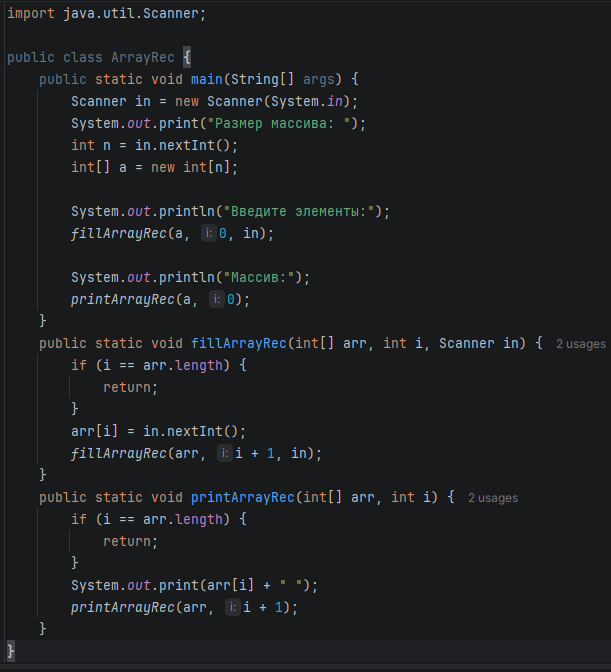 import java.util.Scanner;
public class ArrayRec {
public static void main(String[] args) {
Scanner in = new Scanner(System.in);
System.out.print("Размер массива: ");
int n = in.nextInt();
int[] a = new int[n];
System.out.println("Введите элементы:");
fillArrayRec(a, i: 0, in);
System.out.println("Массив:");
printArrayRec(a, i: 0);
}
public static void fillArrayRec(int[] arr, int i, Scanner in) { 2 usages
if (i == arr.length) {
return;
}
arr[i] = in.nextInt();
fillArrayRec(arr, i: i + 1, in);
}
public static void printArrayRec(int[] arr, int i) { 2 usages
if (i == arr.length) {
return;
}
System.out.print(arr[i] + " ");
printArrayRec(arr, i: i + 1);
}
}